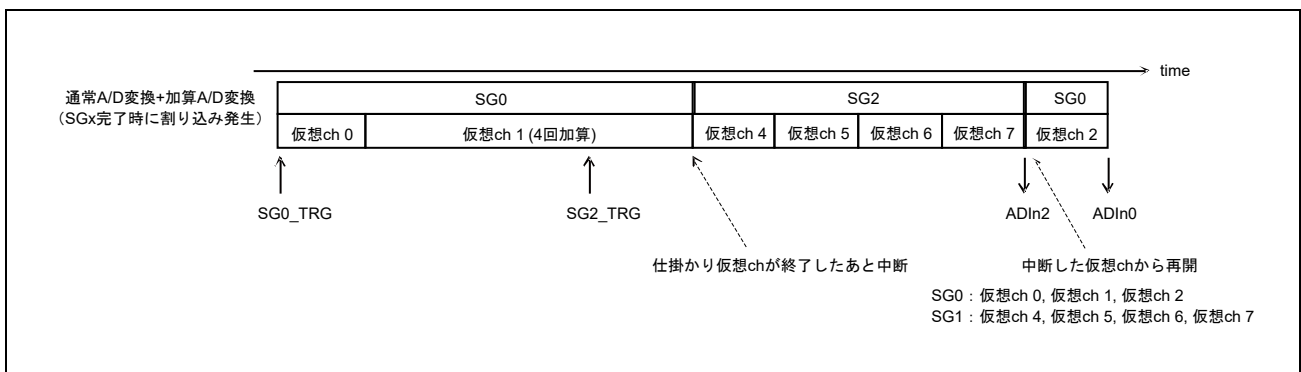 time
通常A/D変換+加算A/D変換
（SGx完了時に割り込み発生）
SG0 SG2 SG0
仮想ch 0 仮想ch 1 (4回加算) 仮想ch 4 仮想ch 5 仮想ch 6 仮想ch 7 仮想ch 2
SG0_TRG SG2_TRG ADIn2 ADIn0
仕掛かり仮想chが終了したあと中断 中断した仮想chから再開
SG0：仮想ch 0, 仮想ch 1, 仮想ch 2
SG1：仮想ch 4, 仮想ch 5, 仮想ch 6, 仮想ch 7